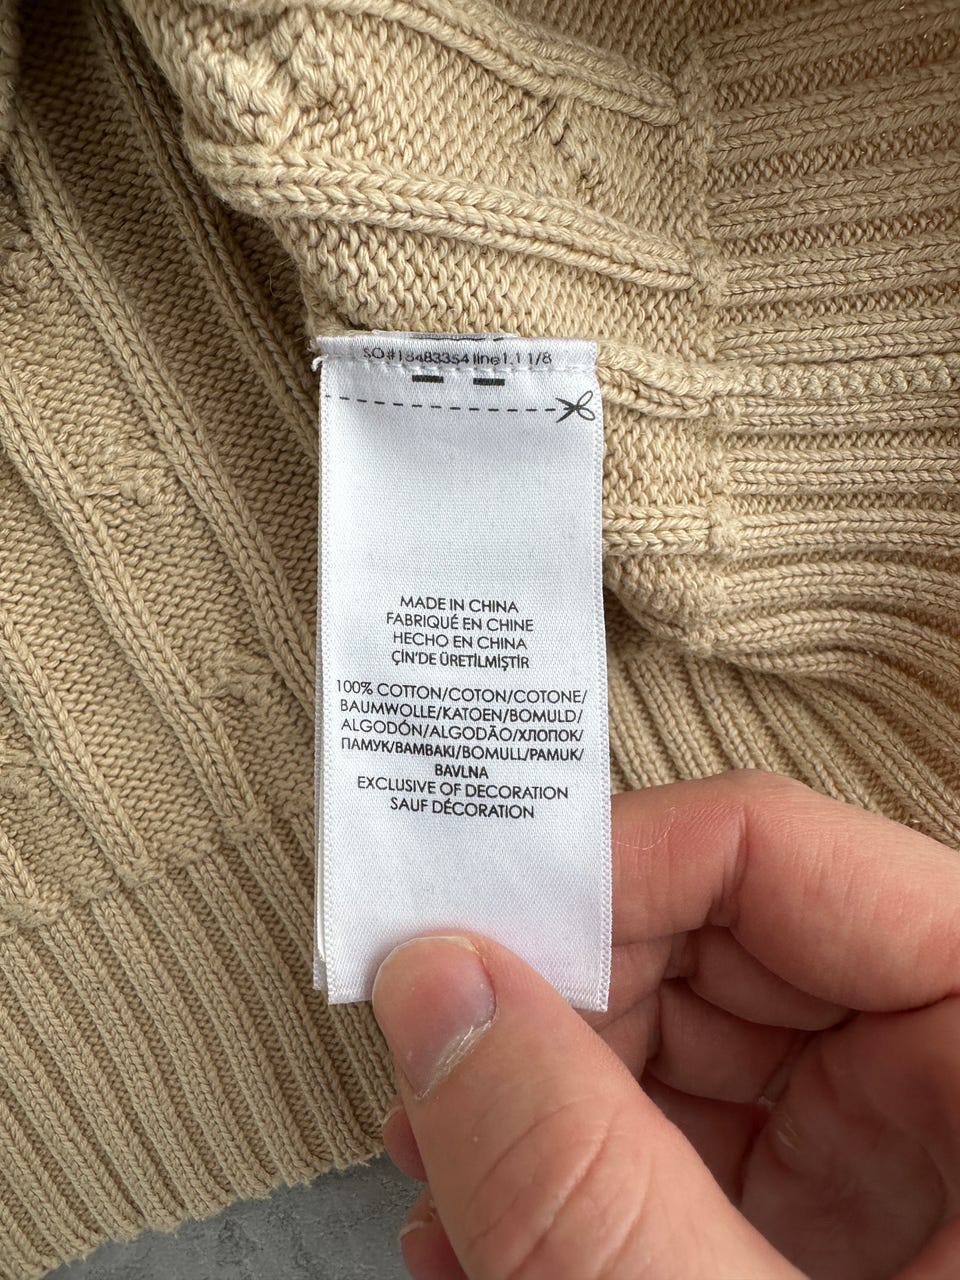 SO#18483354 line1.1 1/8
MADE IN CHINA
FABRIQUÉ EN CHINE
HECHO EN CHINA
ÇİN'DE ÜRETİLMİŞTİR
100% COTTON/COTON/COTONE/
BAUMWOLLE/KATOEN/BOMULD/
ALGODÓN/ALGODÃO/ХЛОПОК/
ПАМУК/BAMBAKI/BOMULL/PAMUK/
BAVLNA
EXCLUSIVE OF DECORATION
SAUF DÉCORATION